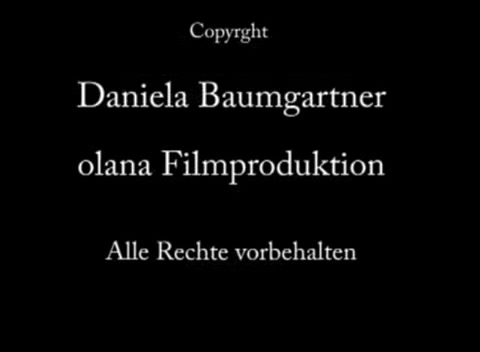 Copyrght
Daniela Baumgartner
olana Filmproduktion
Alle Rechte vorbehalten